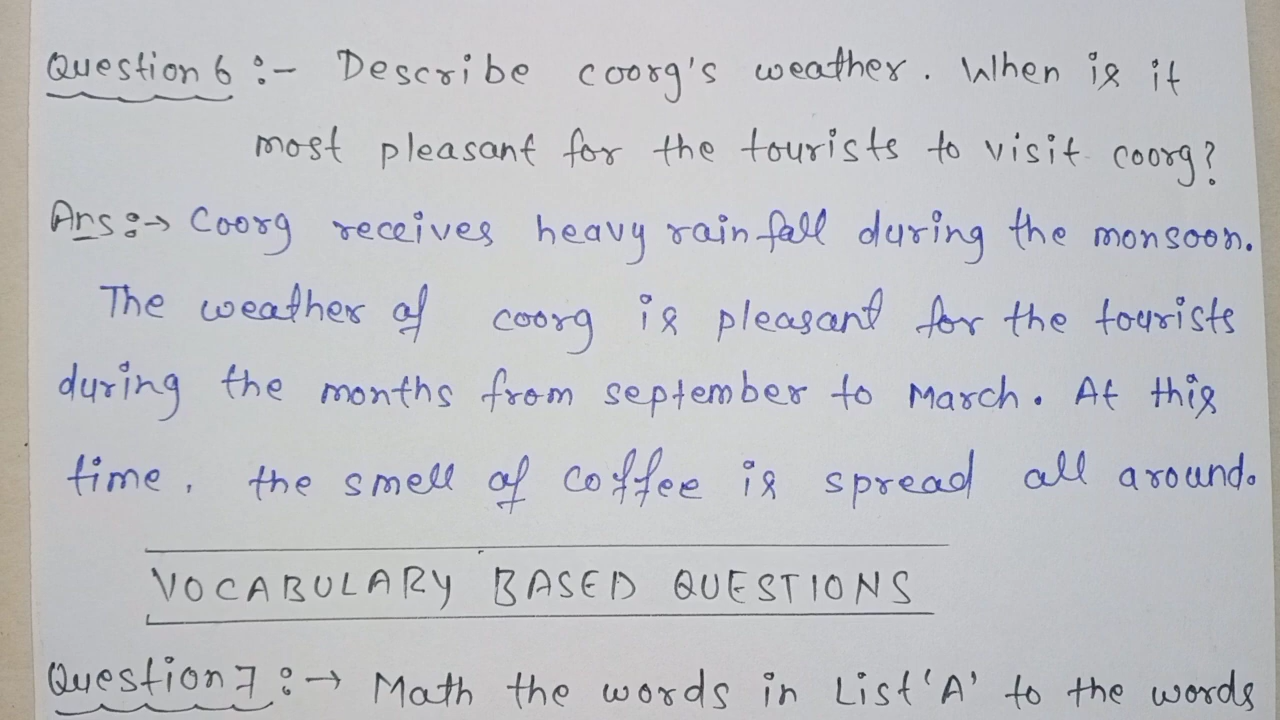 Question 6 :- Describe coorg's weather. When is it
most pleasant for the tourists to visit coorg?
Ans :→ Coorg receives heavy rainfall during the monsoon.
The weather of coorg is pleasant for the tourists
during the months from september to March. At this
time, the smell of coffee is spread all around.
VOCABULARY BASED QUESTIONS
Question 7 :→ Math the words in List 'A' to the words